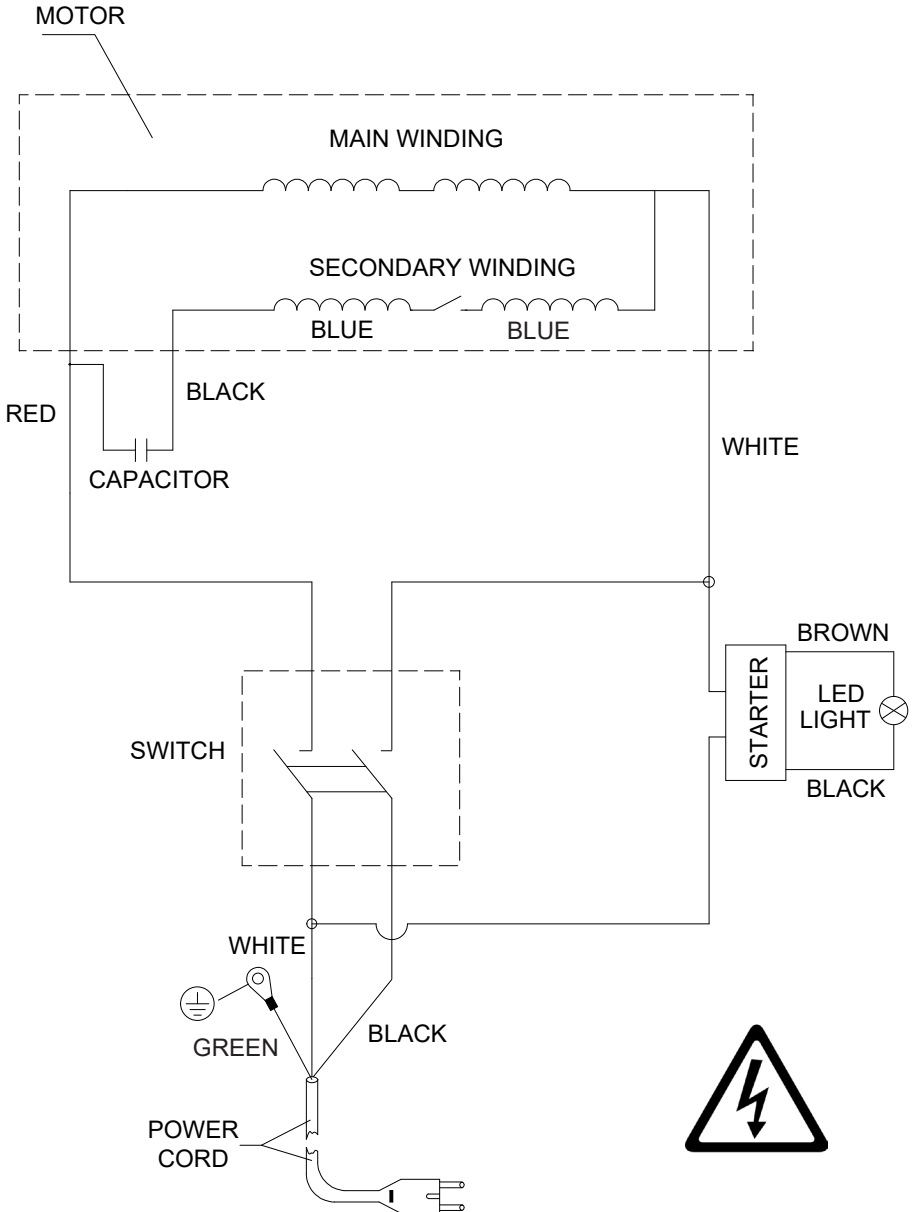 MOTOR
MAIN WINDING
SECONDARY WINDING
BLUE
BLUE
BLACK
RED
CAPACITOR
WHITE
BROWN
STARTER
LED
LIGHT
BLACK
SWITCH
WHITE
BLACK
GREEN
POWER
CORD